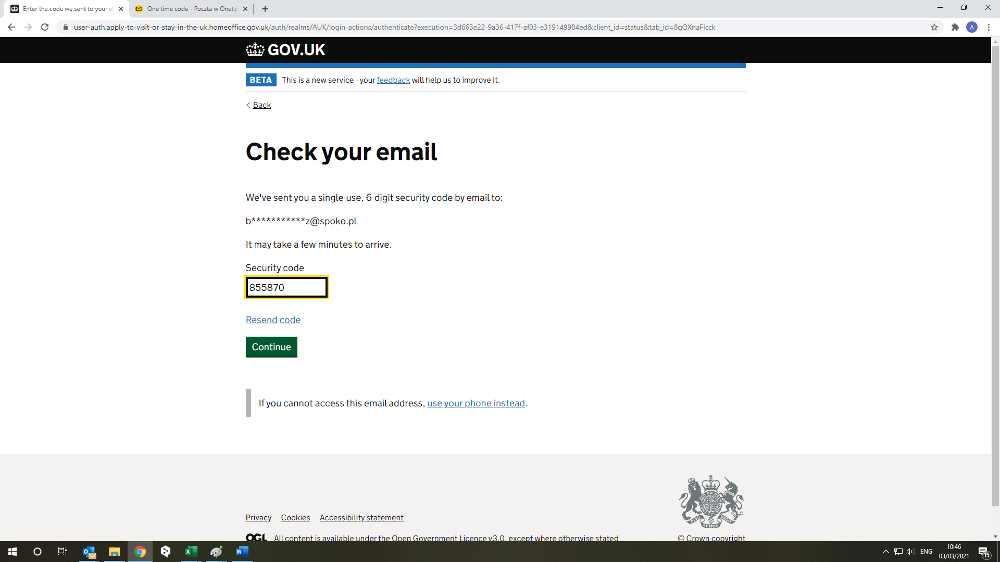 Enter the code we sent to your d
One time code - Poczta w Onet.p
user-auth.apply-to-visit-or-stay-in-the-uk.homeoffice.gov.uk/auth/realms/AUK/login-actions/authenticate?execution=3d663e22-9a36-417f-af03-e319149984ed&client_id=status&tab_id=8gOXnaFIcck
A
GOV.UK
BETA This is a new service - your feedback will help us to improve it.
Back
Check your email
We've sent you a single-use, 6-digit security code by email to:
b***********z@spoko.pl
It may take a few minutes to arrive.
Security code
855870
Resend code
Continue
If you cannot access this email address, use your phone instead.
Privacy Cookies Accessibility statement
OGL All content is available under the Open Government Licence v3.0, except where otherwise stated
© Crown copyright
ENG
10:46
03/03/2021
15